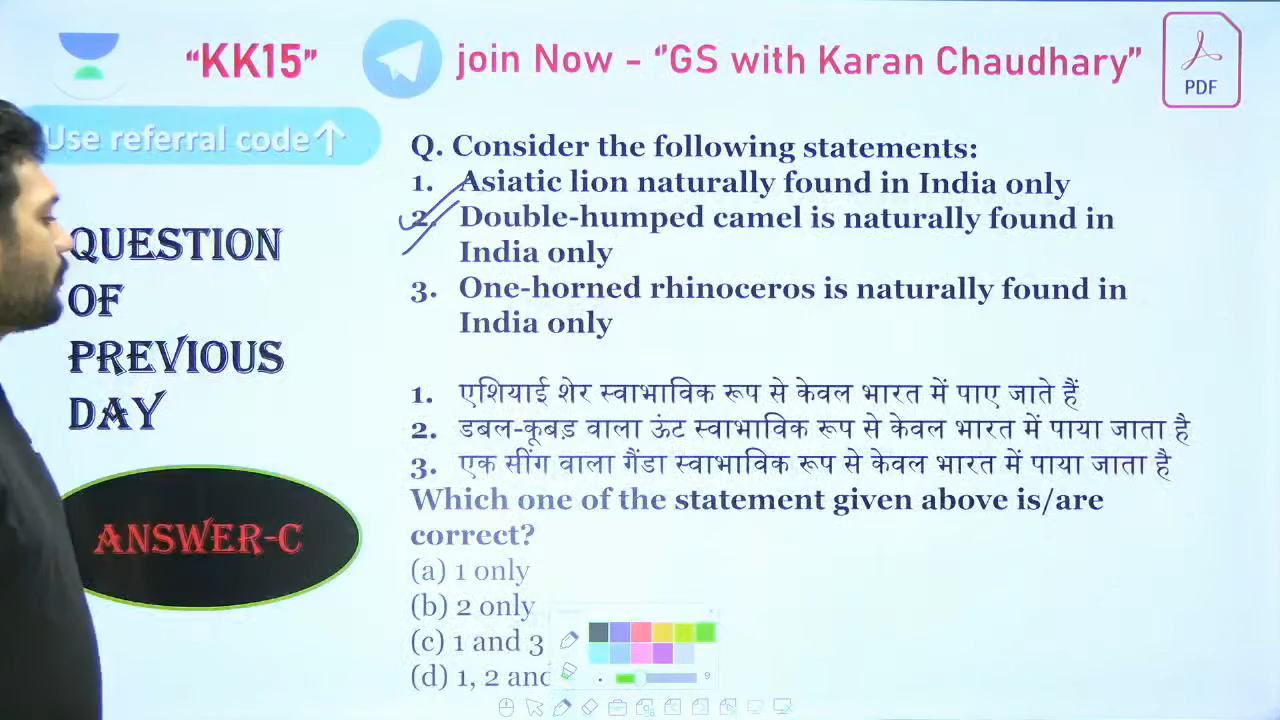 "KK15"
join Now - "GS with Karan Chaudhary"
PDF
Use referral code↑
QUESTION
OF
PREVIOUS
DAY
ANSWER-C
Q. Consider the following statements:
1. Asiatic lion naturally found in India only
2. Double-humped camel is naturally found in
India only
3. One-horned rhinoceros is naturally found in
India only
1. एशियाई शेर स्वाभाविक रूप से केवल भारत में पाए जाते हैं
2. डबल-कूबड़ वाला ऊंट स्वाभाविक रूप से केवल भारत में पाया जाता है
3. एक सींग वाला गैंडा स्वाभाविक रूप से केवल भारत में पाया जाता है
Which one of the statement given above is/are
correct?
(a) 1 only
(b) 2 only
(c) 1 and 3
(d) 1, 2 and
9